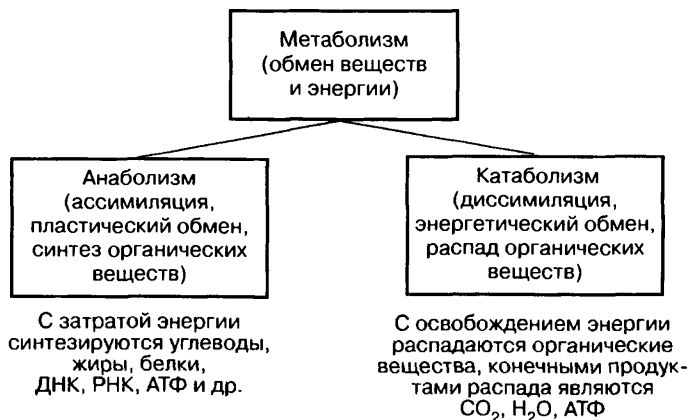 Метаболизм
(обмен веществ
и энергии)
Анаболизм
(ассимиляция,
пластический обмен,
синтез органических
веществ)
С затратой энергии
синтезируются углеводы,
жиры, белки,
ДНК, РНК, АТФ и др.
Катаболизм
(диссимиляция,
энергетический обмен,
распад органических
веществ)
С освобождением энергии
распадаются органические
вещества, конечными продук-
тами распада являются
CO₂, H₂O, АТФ